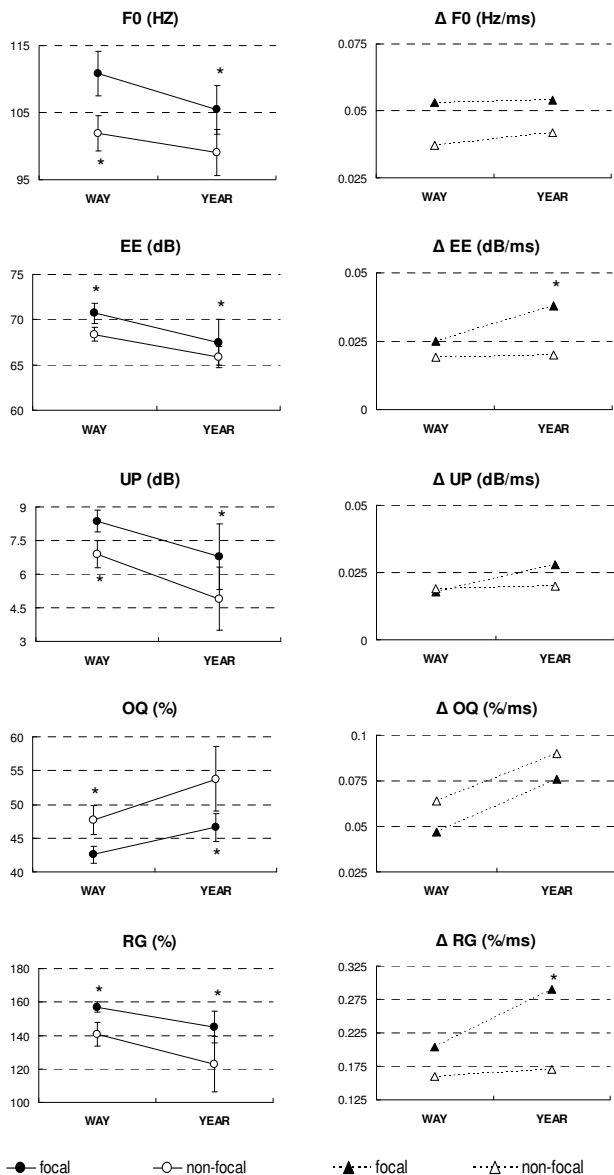 F0 (HZ)
115
105
95
*
*
WAY YEAR
Δ F0 (Hz/ms)
0.075
0.05
0.025
WAY YEAR
EE (dB)
75
70
65
60
*
*
WAY YEAR
Δ EE (dB/ms)
0.05
0.025
0
*
WAY YEAR
UP (dB)
9
7.5
6
4.5
3
*
*
WAY YEAR
Δ UP (dB/ms)
0.05
0.025
0
WAY YEAR
OQ (%)
60
55
50
45
40
*
*
WAY YEAR
Δ OQ (%/ms)
0.1
0.075
0.05
0.025
WAY YEAR
RG (%)
180
160
140
120
100
*
*
WAY YEAR
Δ RG (%/ms)
0.325
0.275
0.225
0.175
0.125
*
WAY YEAR
focal non-focal focal non-focal